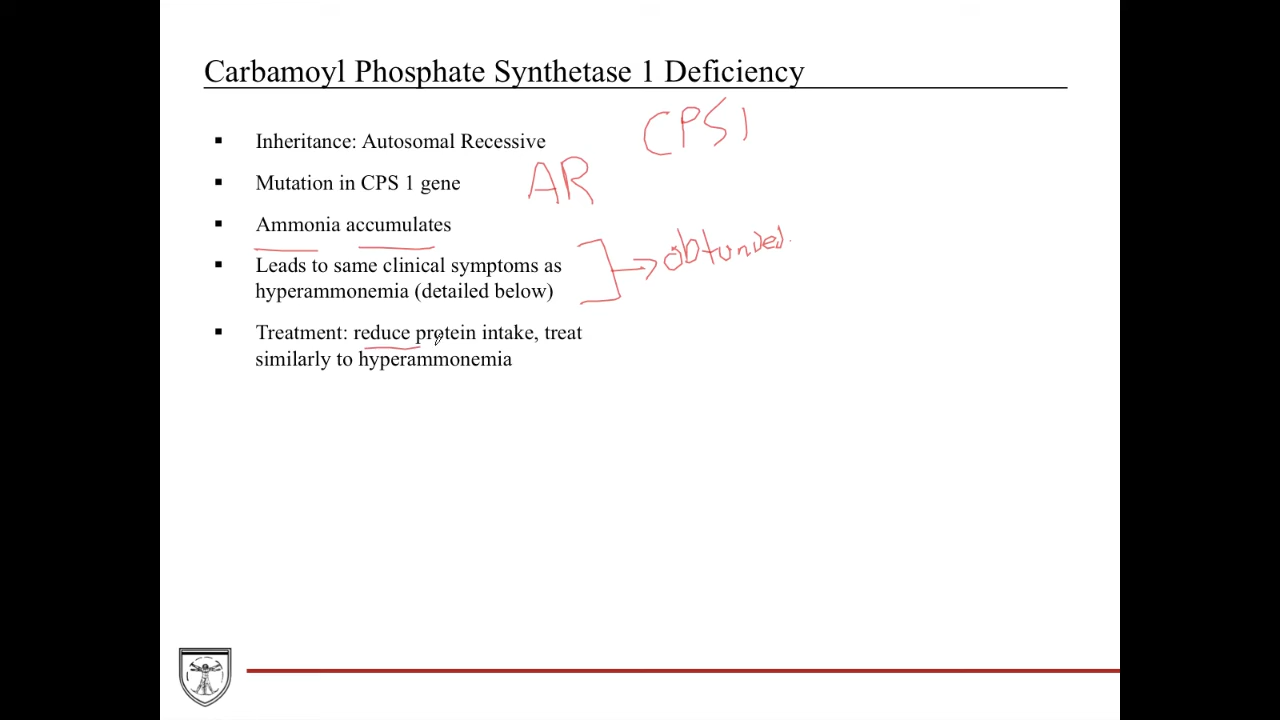 Carbamoyl Phosphate Synthetase 1 Deficiency
CPS1
▪ Inheritance: Autosomal Recessive
▪ Mutation in CPS 1 gene
AR
▪ Ammonia accumulates
▪ Leads to same clinical symptoms as
hyperammonemia (detailed below)
obtunded.
▪ Treatment: reduce protein intake, treat
similarly to hyperammonemia